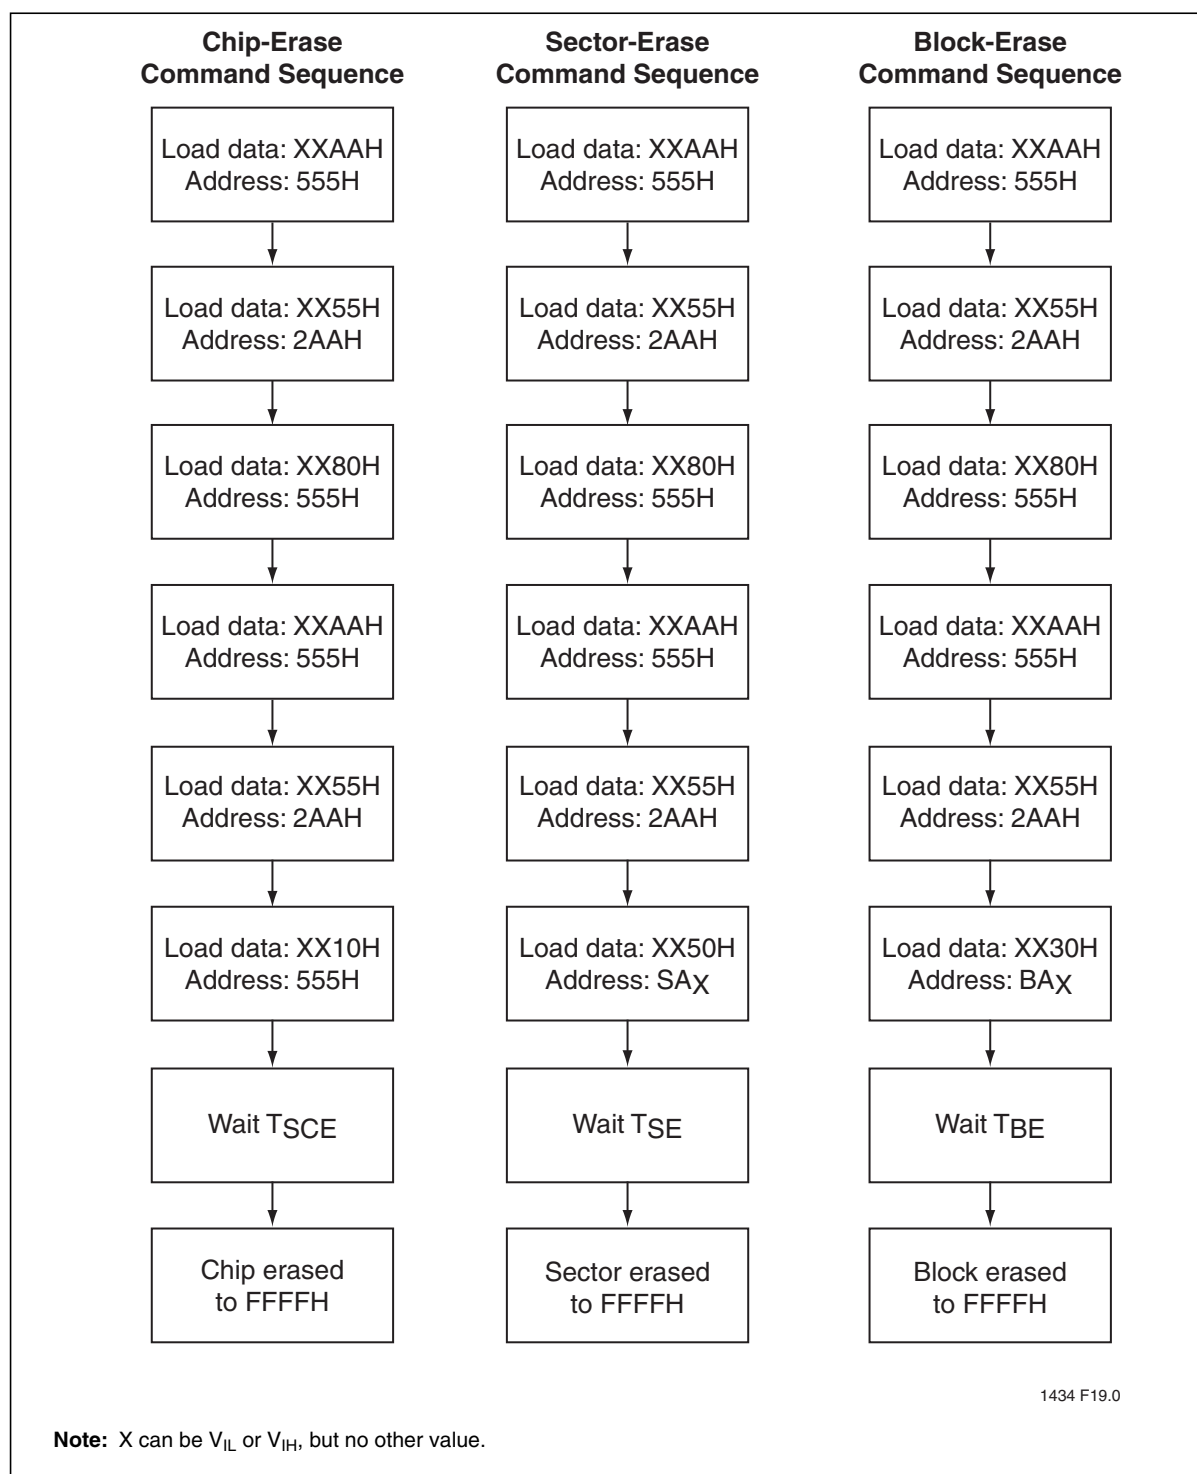 Chip-Erase
Command Sequence
Load data: XXAAH
Address: 555H
Load data: XX55H
Address: 2AAH
Load data: XX80H
Address: 555H
Load data: XXAAH
Address: 555H
Load data: XX55H
Address: 2AAH
Load data: XX10H
Address: 555H
Wait TSCE
Chip erased
to FFFFH
Sector-Erase
Command Sequence
Load data: XXAAH
Address: 555H
Load data: XX55H
Address: 2AAH
Load data: XX80H
Address: 555H
Load data: XXAAH
Address: 555H
Load data: XX55H
Address: 2AAH
Load data: XX50H
Address: SAX
Wait TSE
Sector erased
to FFFFH
Block-Erase
Command Sequence
Load data: XXAAH
Address: 555H
Load data: XX55H
Address: 2AAH
Load data: XX80H
Address: 555H
Load data: XXAAH
Address: 555H
Load data: XX55H
Address: 2AAH
Load data: XX30H
Address: BAX
Wait TBE
Block erased
to FFFFH
1434 F19.0
Note: X can be VIL or VIH, but no other value.